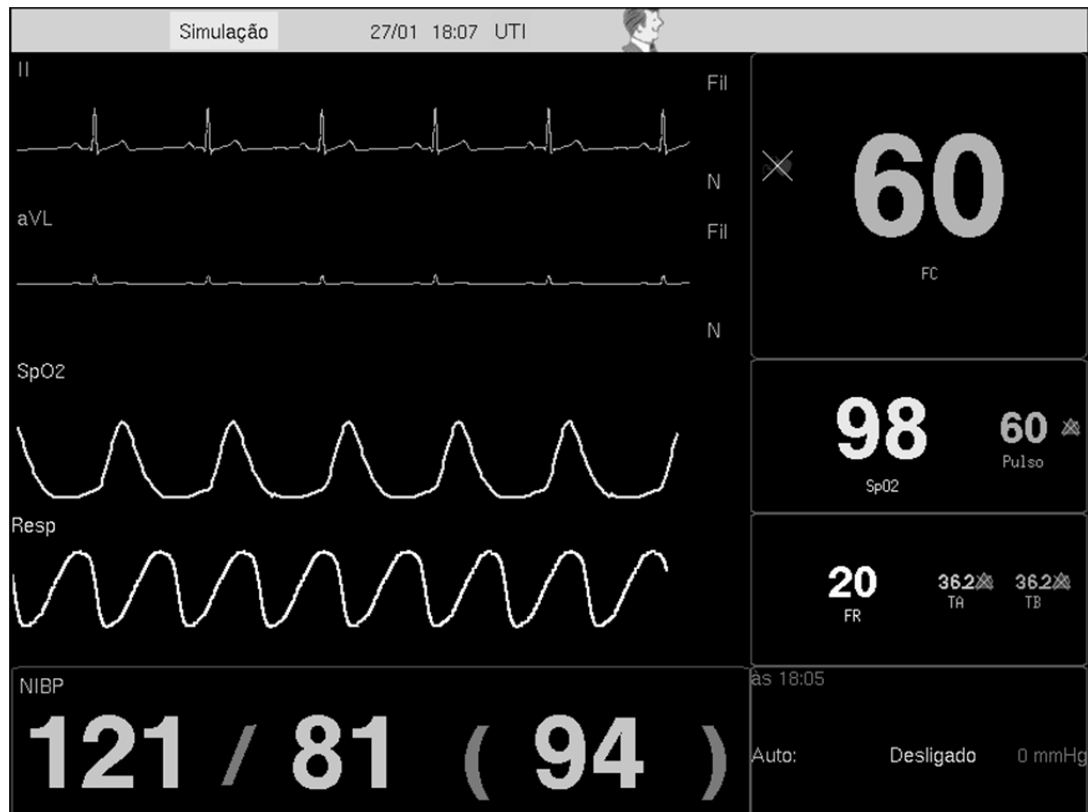 Simulação 27/01 18:07 UTI
II
Fil
N
aVL
Fil
N
SpO2
Resp
60
FC
98 60
SpO2 Pulso
20 36.2 36.2
FR TA TB
NIBP
121 / 81 ( 94 )
às 18:05
Auto: Desligado 0 mmHg